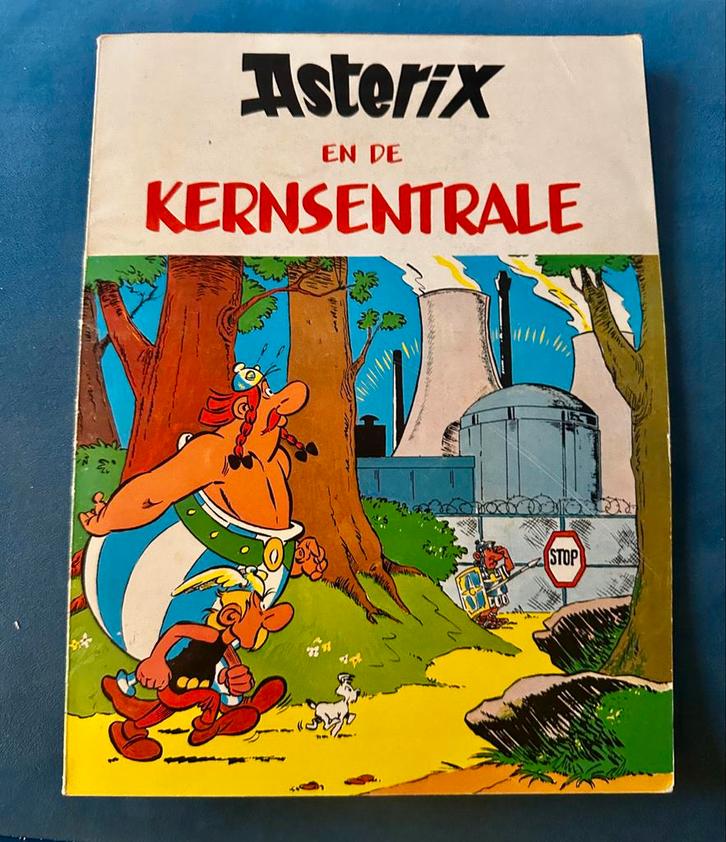 Asterix
EN DE
KERNSENTRALE
STOP